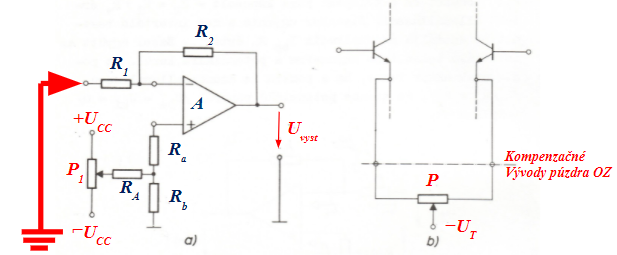 R2
R1
A
+UCC
Uvyst
Ra
P1
RA
Rb
−UCC
a)
Kompenzačné
Vývody púzdra OZ
P
−UT
b)